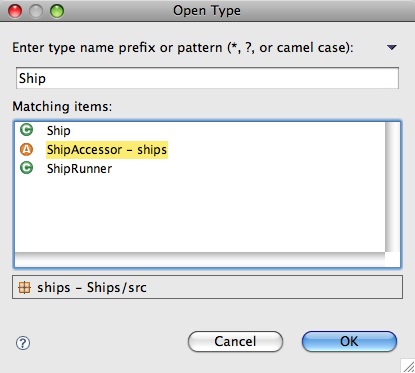 Open Type
Enter type name prefix or pattern (*, ?, or camel case):
Ship
Matching items:
C Ship
A ShipAccessor – ships
C ShipRunner
ships – Ships/src
? Cancel OK